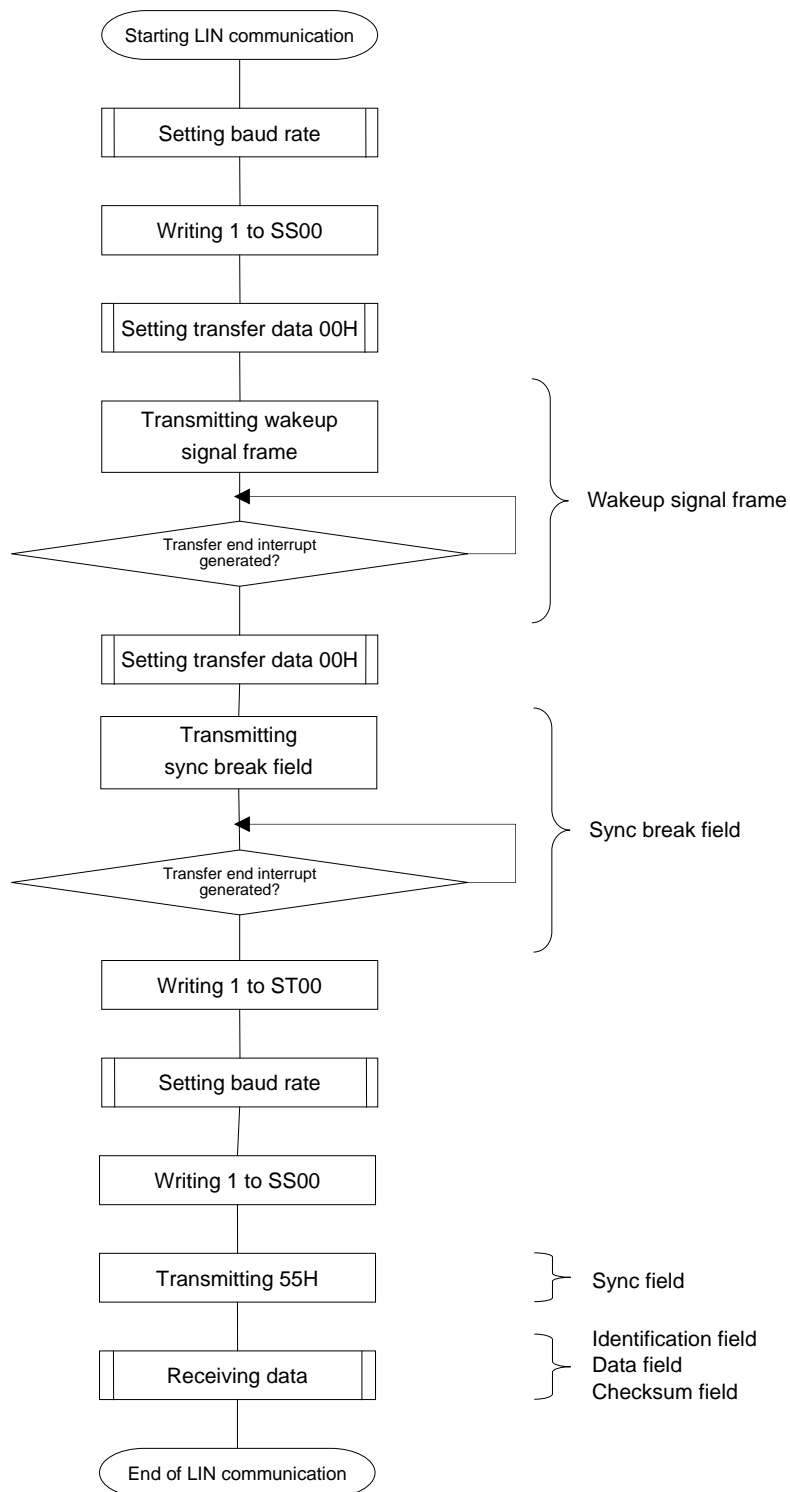 Starting LIN communication
Setting baud rate
Writing 1 to SS00
Setting transfer data 00H
Transmitting wakeup
signal frame
Wakeup signal frame
Transfer end interrupt
generated?
Setting transfer data 00H
Transmitting
sync break field
Sync break field
Transfer end interrupt
generated?
Writing 1 to ST00
Setting baud rate
Writing 1 to SS00
Transmitting 55H
Sync field
Receiving data
Identification field
Data field
Checksum field
End of LIN communication